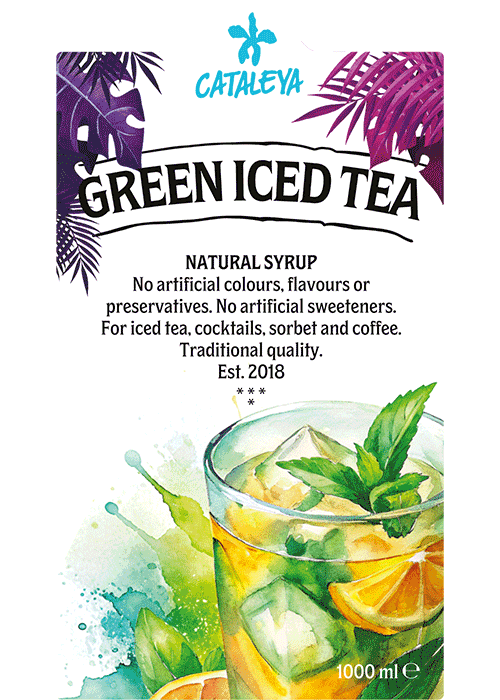 CATALEYA
GREEN ICED TEA
NATURAL SYRUP
No artificial colours, flavours or
preservatives. No artificial sweeteners.
For iced tea, cocktails, sorbet and coffee.
Traditional quality.
Est. 2018
* * *
*
1000 ml ℮